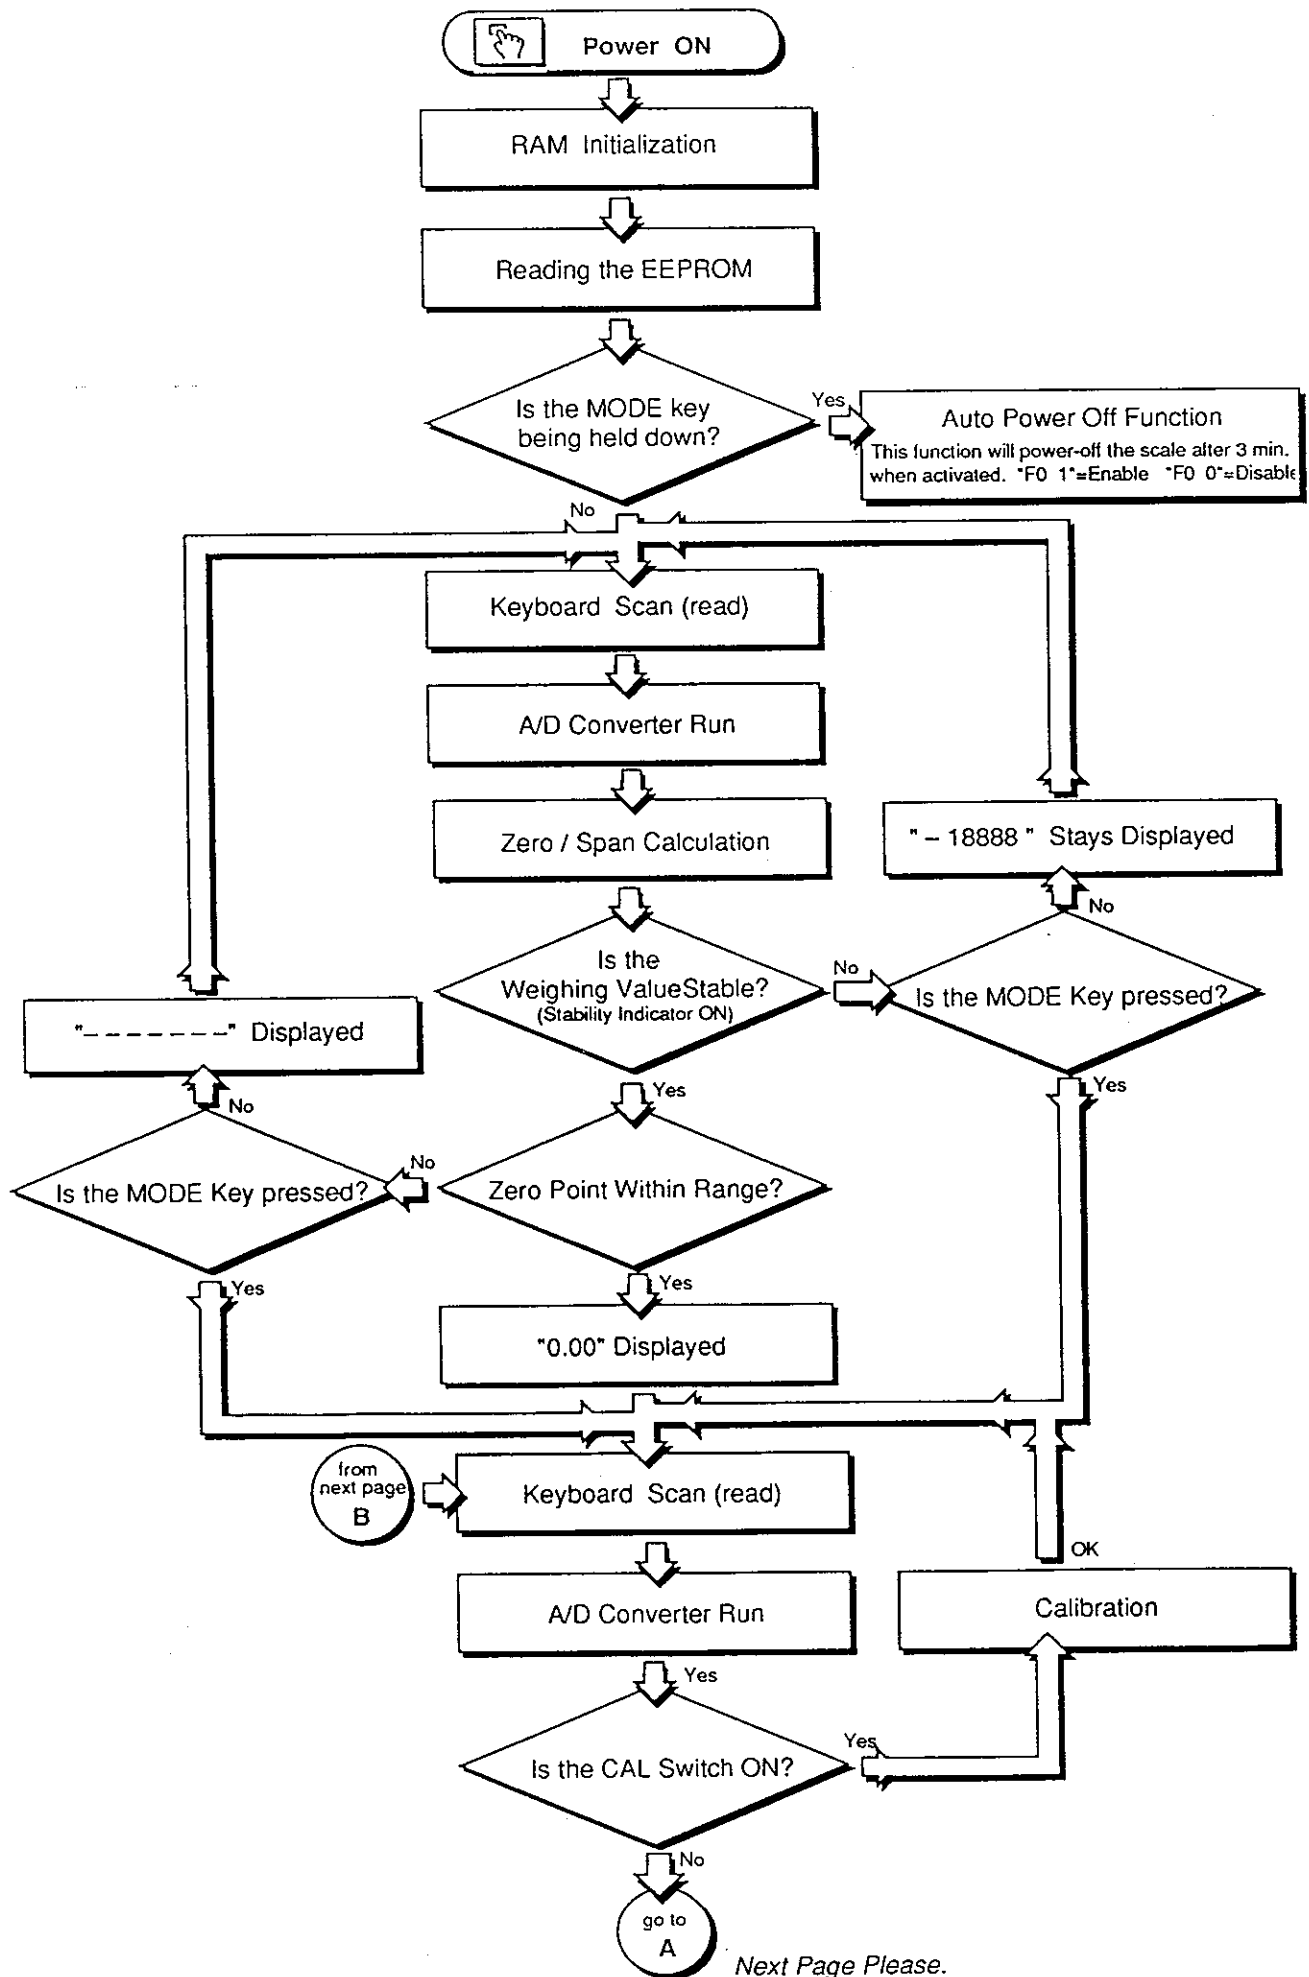 Power ON
RAM Initialization
Reading the EEPROM
Is the MODE key
being held down?
Yes
Auto Power Off Function
This function will power-off the scale after 3 min.
when activated. "F0 1"=Enable "F0 0"=Disable
No
Keyboard Scan (read)
A/D Converter Run
Zero / Span Calculation
"– 18888 " Stays Displayed
No
Is the
Weighing ValueStable?
(Stability Indicator ON)
No
Is the MODE Key pressed?
"_ _ _ _ _ _ _" Displayed
Yes
Yes
No
Is the MODE Key pressed?
No
Zero Point Within Range?
Yes
Yes
"0.00" Displayed
from
next page
B
Keyboard Scan (read)
OK
A/D Converter Run
Calibration
Yes
Is the CAL Switch ON?
Yes
No
go to
A
Next Page Please.